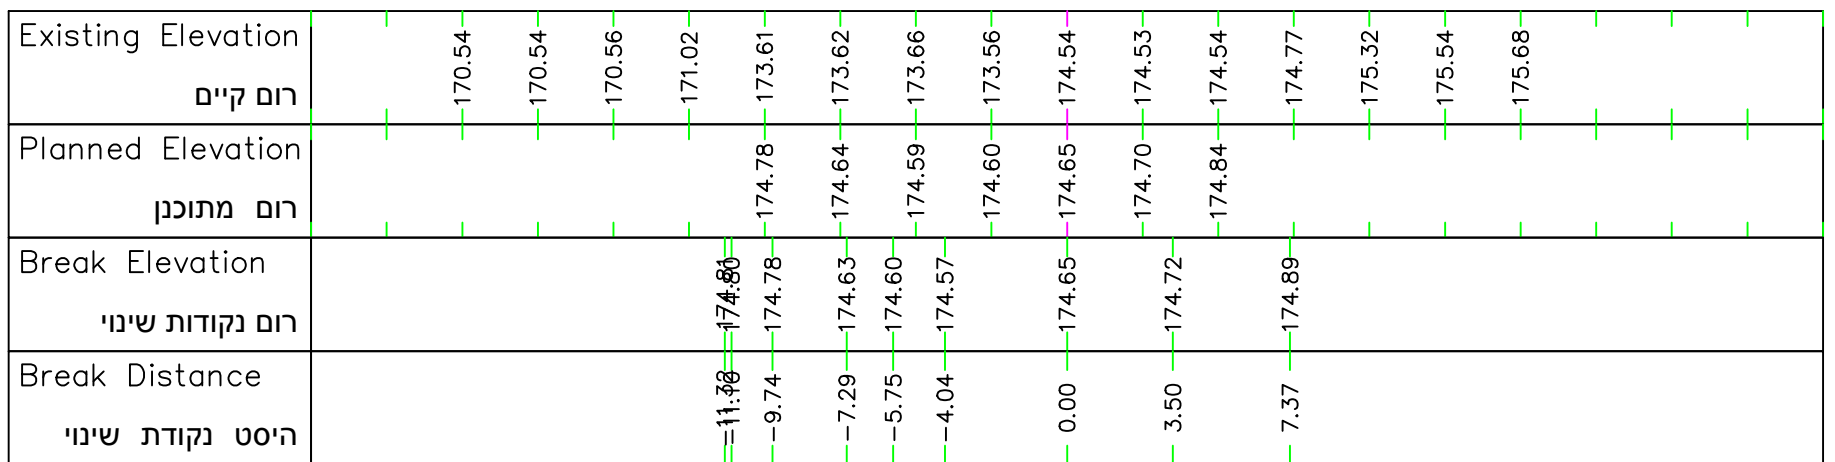 Existing Elevation
רום קיים
170.54 170.54 170.56 171.02 173.61 173.62 173.66 173.56 174.54 174.53 174.54 174.77 175.32 175.54 175.68
Planned Elevation
רום מתוכנן
174.78 174.64 174.59 174.60 174.65 174.70 174.84
Break Elevation
רום נקודות שינוי
174.81 174.80 174.78 174.63 174.60 174.57 174.65 174.72 174.89
Break Distance
היסט נקודת שינוי
-9.74 -7.29 -5.75 -4.04 0.00 3.50 7.37